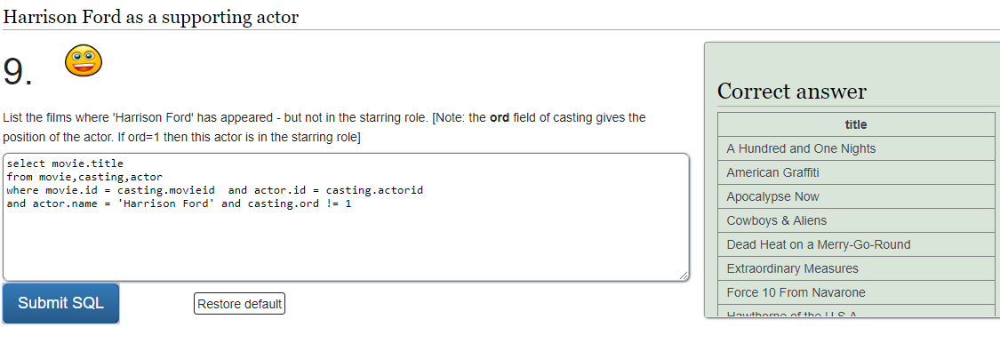 Harrison Ford as a supporting actor
9.
List the films where 'Harrison Ford' has appeared - but not in the starring role. [Note: the ord field of casting gives the
position of the actor. If ord=1 then this actor is in the starring role]
select movie.title
from movie,casting,actor
where movie.id = casting.movieid  and actor.id = casting.actorid
and actor.name = 'Harrison Ford' and casting.ord != 1
Submit SQL
Restore default
Correct answer
title
A Hundred and One Nights
American Graffiti
Apocalypse Now
Cowboys & Aliens
Dead Heat on a Merry-Go-Round
Extraordinary Measures
Force 10 From Navarone
Hawthorne of the U.S.A.